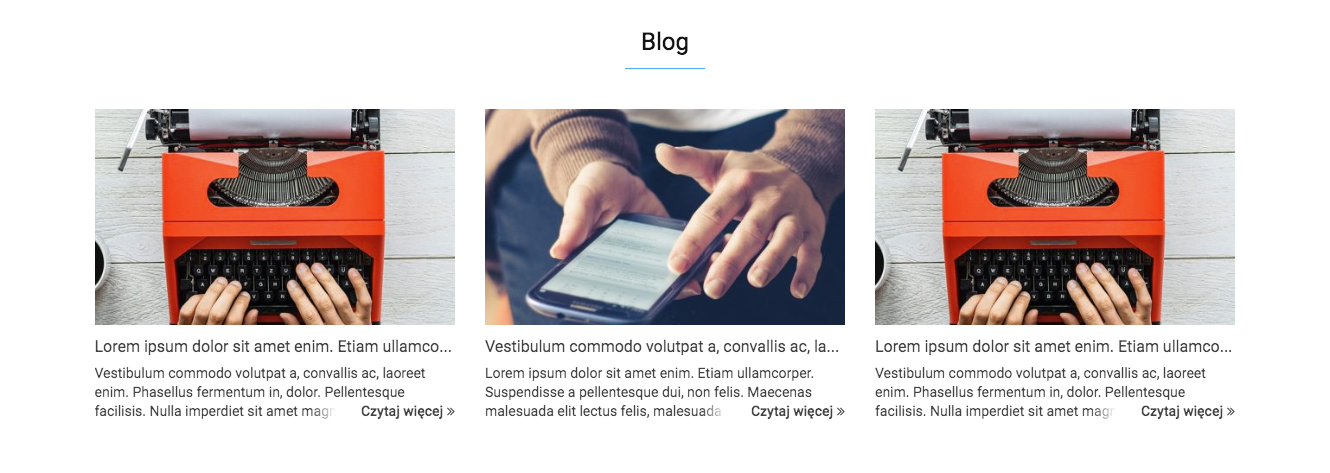 Blog
Lorem ipsum dolor sit amet enim. Etiam ullamco...
Vestibulum commodo volutpat a, convallis ac, laoreet
enim. Phasellus fermentum in, dolor. Pellentesque
facilisis. Nulla imperdiet sit amet magn
Czytaj więcej »
Vestibulum commodo volutpat a, convallis ac, la...
Lorem ipsum dolor sit amet enim. Etiam ullamcorper.
Suspendisse a pellentesque dui, non felis. Maecenas
malesuada elit lectus felis, malesuada
Czytaj więcej »
Lorem ipsum dolor sit amet enim. Etiam ullamco...
Vestibulum commodo volutpat a, convallis ac, laoreet
enim. Phasellus fermentum in, dolor. Pellentesque
facilisis. Nulla imperdiet sit amet magn
Czytaj więcej »